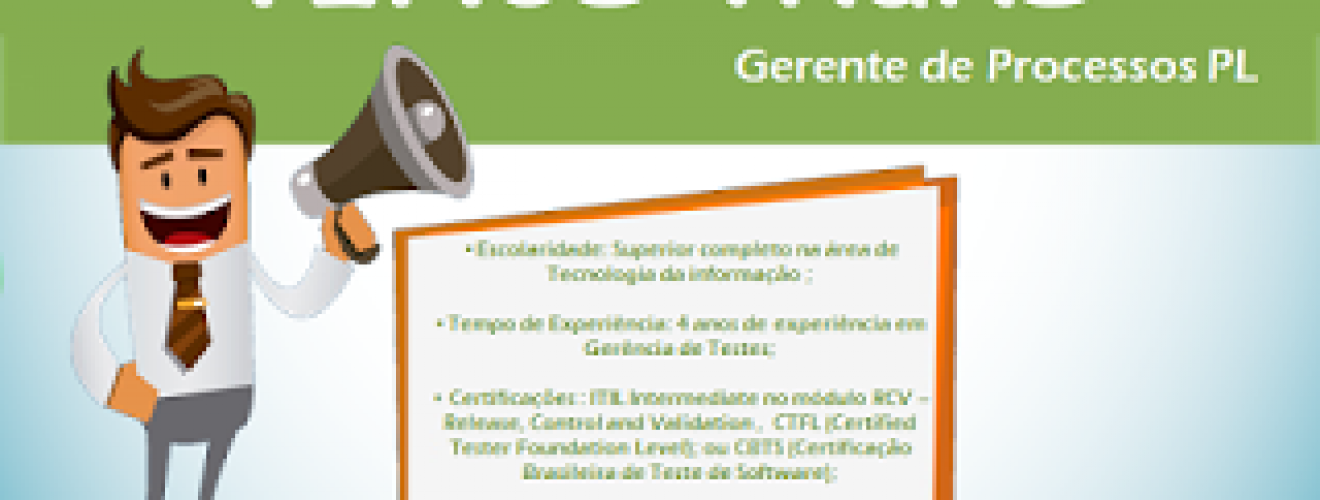 Gerente de Processos PL
• Escolaridade: Superior completo na área de
Tecnologia da informação ;
• Tempo de Experiência: 4 anos de experiência em
Gerência de Testes;
• Certificações : ITIL Intermediate no módulo RCV –
Release, Control and Validation , CTFL (Certified
Tester Foundation Level); ou CBTS (Certificação
Brasileira de Teste de Software);